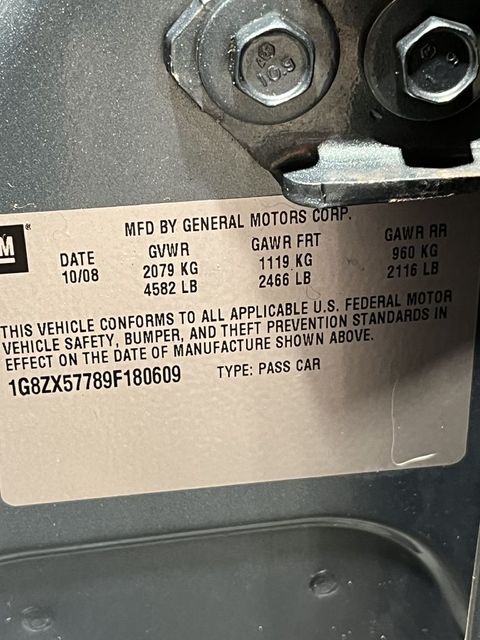 10.9
MFD BY GENERAL MOTORS CORP.
DATE GVWR GAWR FRT GAWR RR
10/08 2079 KG 1119 KG 960 KG
4582 LB 2466 LB 2116 LB
THIS VEHICLE CONFORMS TO ALL APPLICABLE U.S. FEDERAL MOTOR
VEHICLE SAFETY, BUMPER, AND THEFT PREVENTION STANDARDS IN
EFFECT ON THE DATE OF MANUFACTURE SHOWN ABOVE.
1G8ZX57789F180609 TYPE: PASS CAR